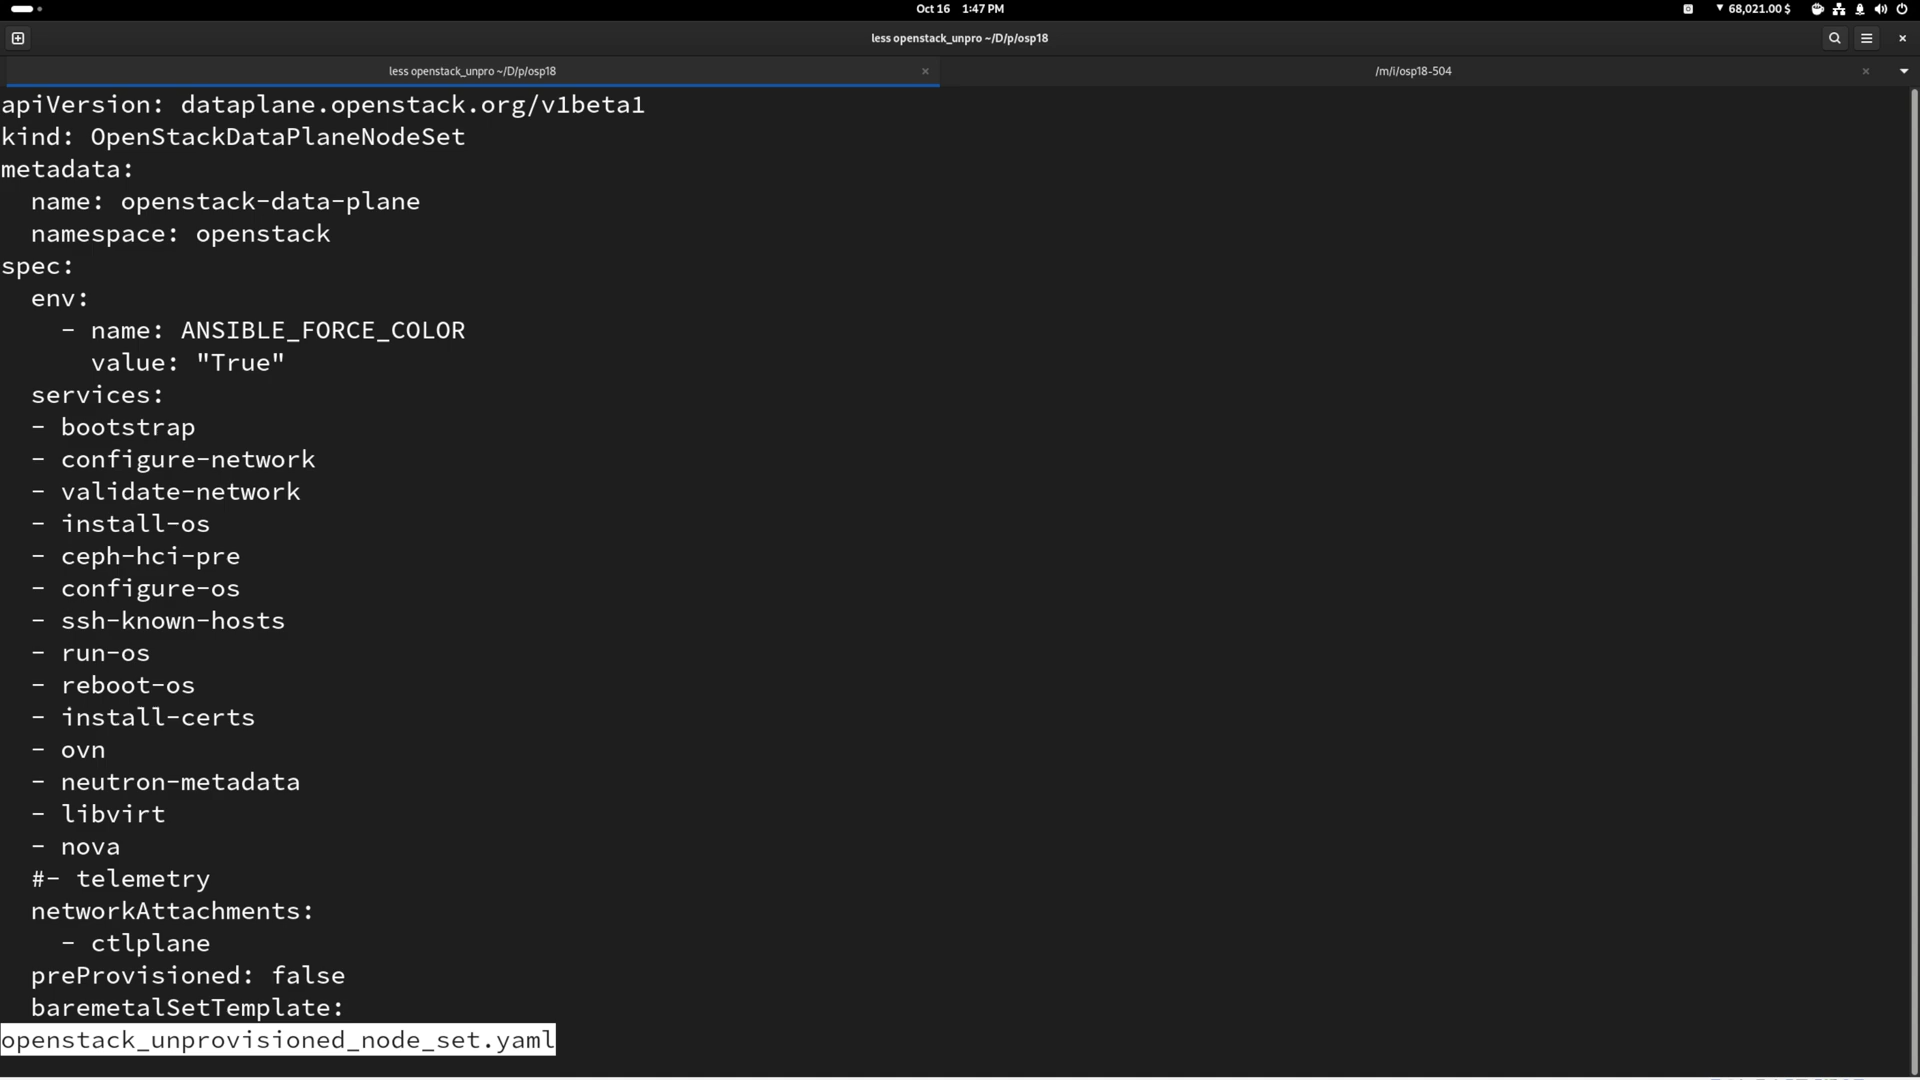 Oct 16 1:47 PM
▼ 68,021.00 $
less openstack_unpro ~/D/p/osp18
less openstack_unpro ~/D/p/osp18
/m/i/osp18-504
apiVersion: dataplane.openstack.org/v1beta1
kind: OpenStackDataPlaneNodeSet
metadata:
  name: openstack-data-plane
  namespace: openstack
spec:
  env:
    - name: ANSIBLE_FORCE_COLOR
      value: "True"
  services:
  - bootstrap
  - configure-network
  - validate-network
  - install-os
  - ceph-hci-pre
  - configure-os
  - ssh-known-hosts
  - run-os
  - reboot-os
  - install-certs
  - ovn
  - neutron-metadata
  - libvirt
  - nova
  #- telemetry
  networkAttachments:
    - ctlplane
  preProvisioned: false
  baremetalSetTemplate:
openstack_unprovisioned_node_set.yaml